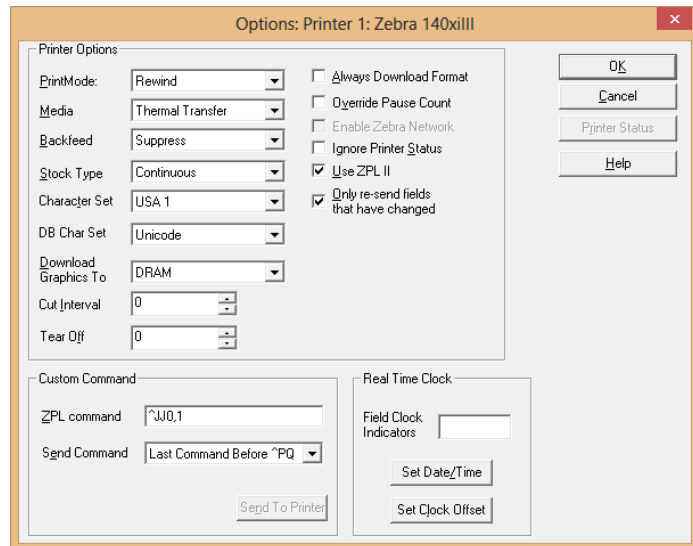 Options: Printer 1: Zebra 140xiIII
Printer Options
PrintMode: Rewind
Media Thermal Transfer
Backfeed Suppress
Stock Type Continuous
Character Set USA 1
DB Char Set Unicode
Download
Graphics To DRAM
Cut Interval 0
Tear Off 0
Always Download Format
Override Pause Count
Enable Zebra Network
Ignore Printer Status
Use ZPL II
Only re-send fields
that have changed
OK
Cancel
Printer Status
Help
Custom Command
ZPL command ^JJ0,1
Send Command Last Command Before ^PQ
Send To Printer
Real Time Clock
Field Clock
Indicators
Set Date/Time
Set Clock Offset